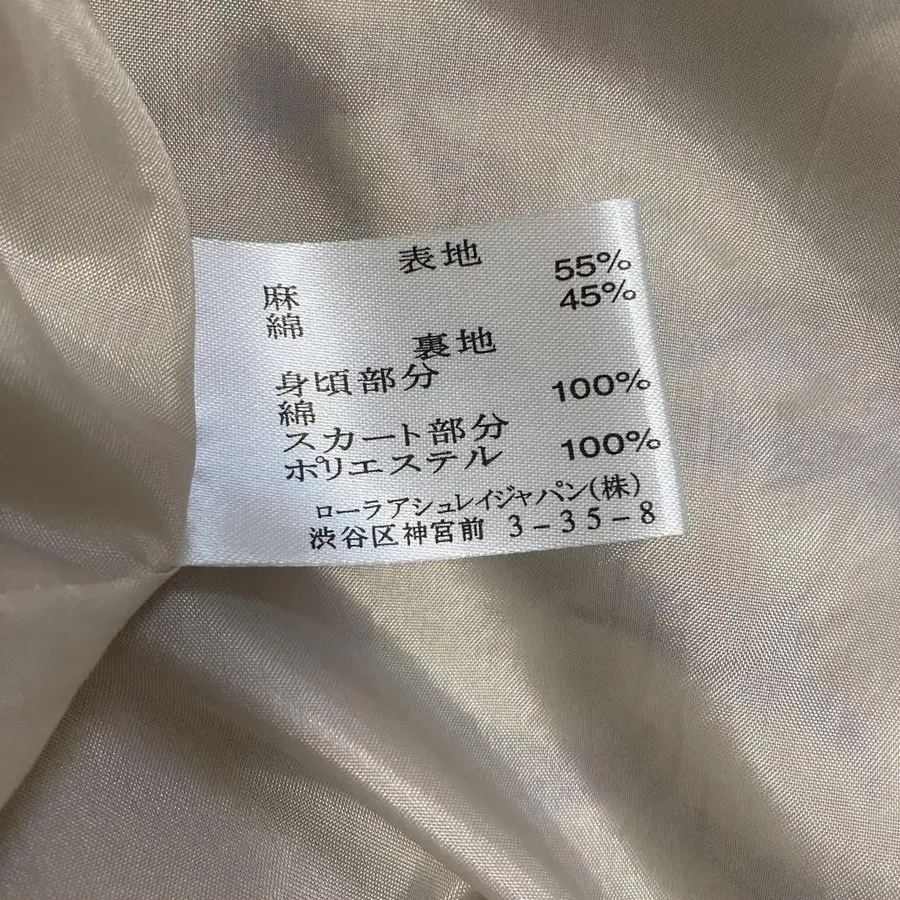 表地
麻 55%
綿 45%
裏地
身頃部分
綿 100%
スカート部分
ポリエステル 100%
ローラアシュレイジャパン(株)
渋谷区神宮前 3-35-8